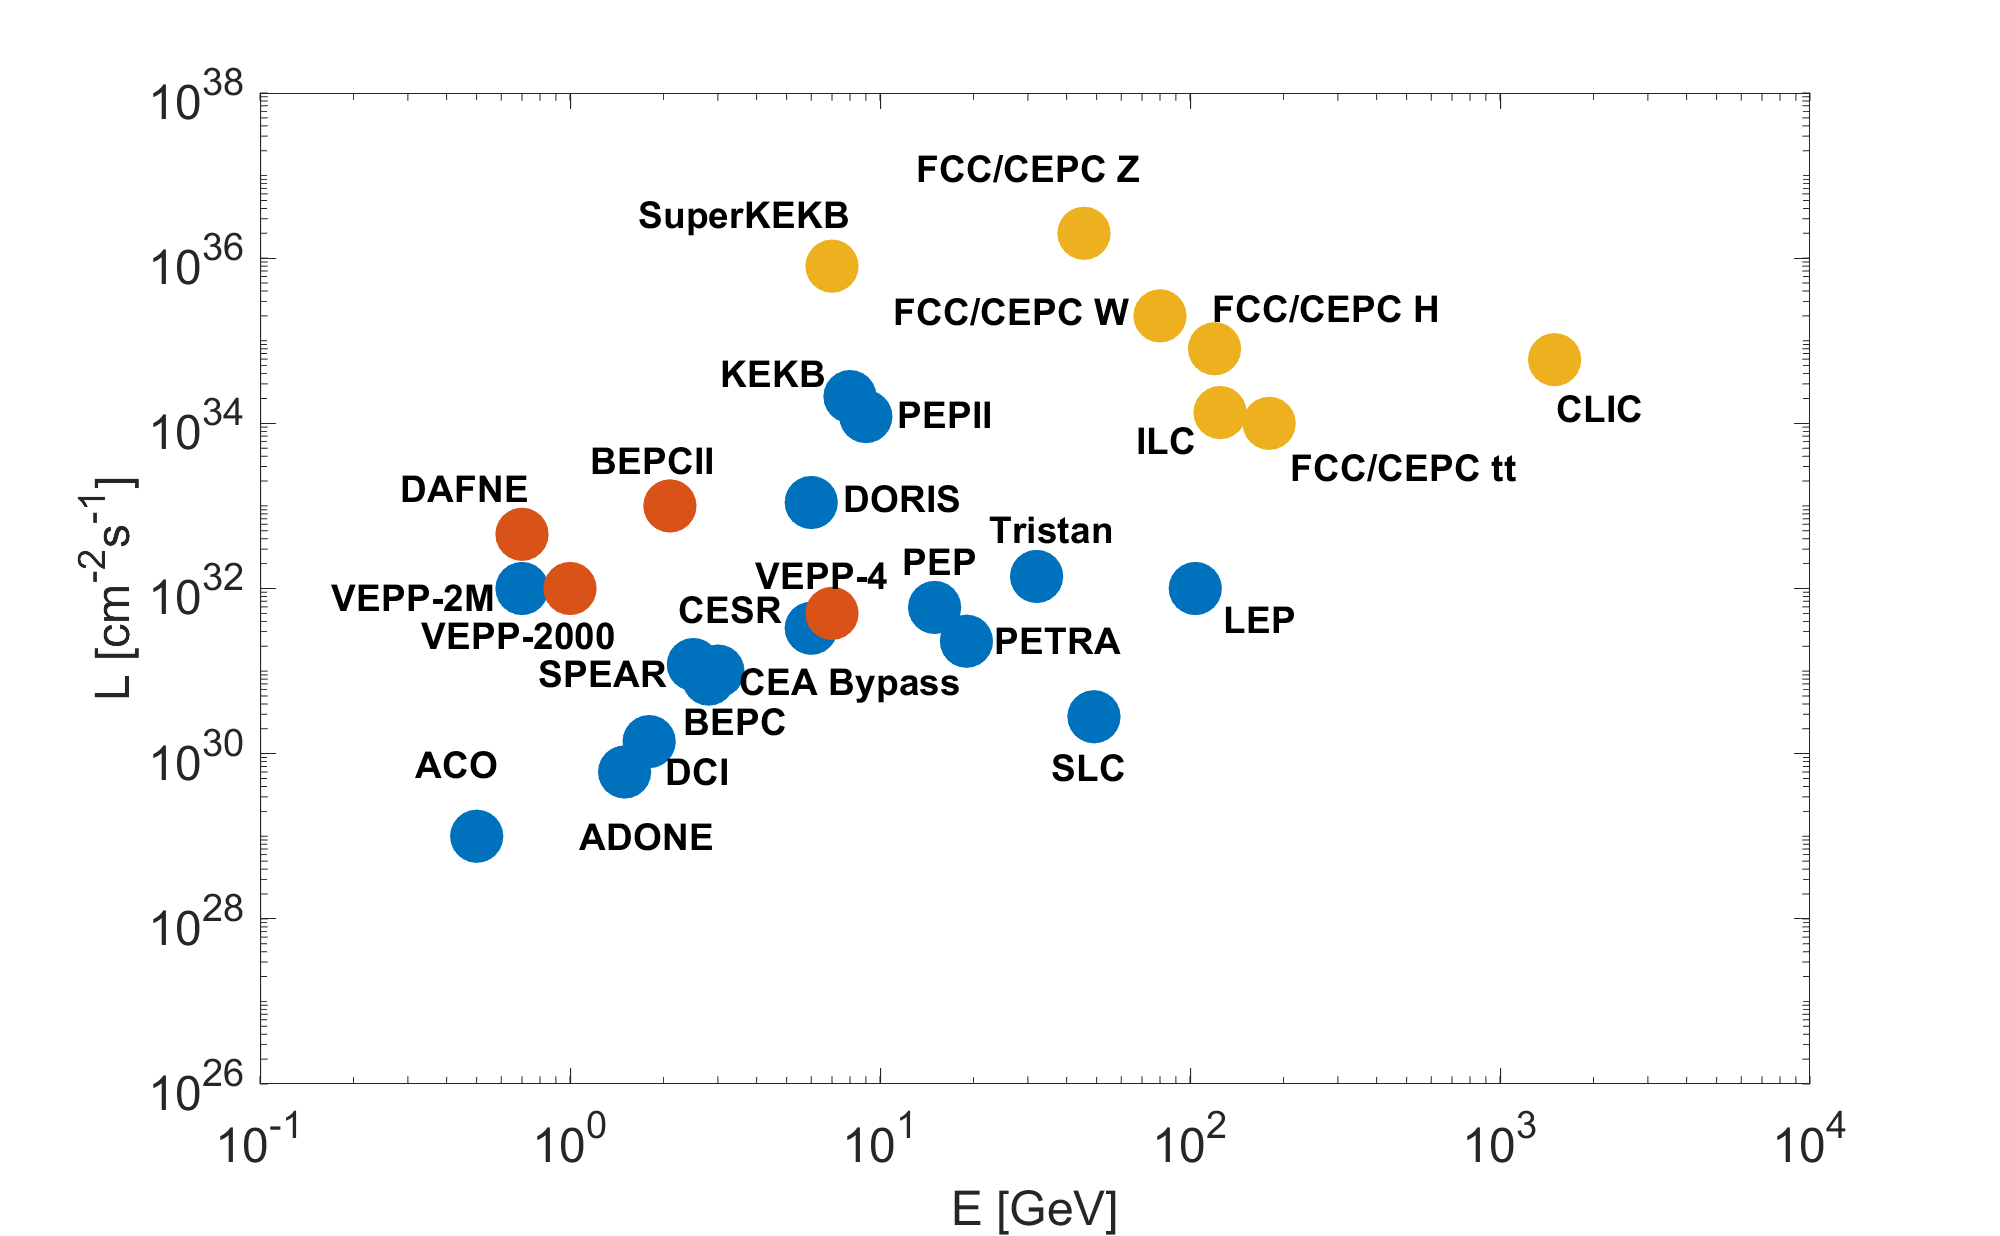 10^38
FCC/CEPC Z
SuperKEKB
10^36
FCC/CEPC W
FCC/CEPC H
KEKB
CLIC
PEPII
10^34
ILC
BEPCII
FCC/CEPC tt
DAFNE
DORIS
Tristan
PEP
VEPP-4
10^32
VEPP-2M
CESR
LEP
VEPP-2000
PETRA
SPEAR
CEA Bypass
BEPC
10^30
ACO
DCI
SLC
ADONE
10^28
10^26
L [cm^-2s^-1]
10^-1 10^0 10^1 10^2 10^3 10^4
E [GeV]